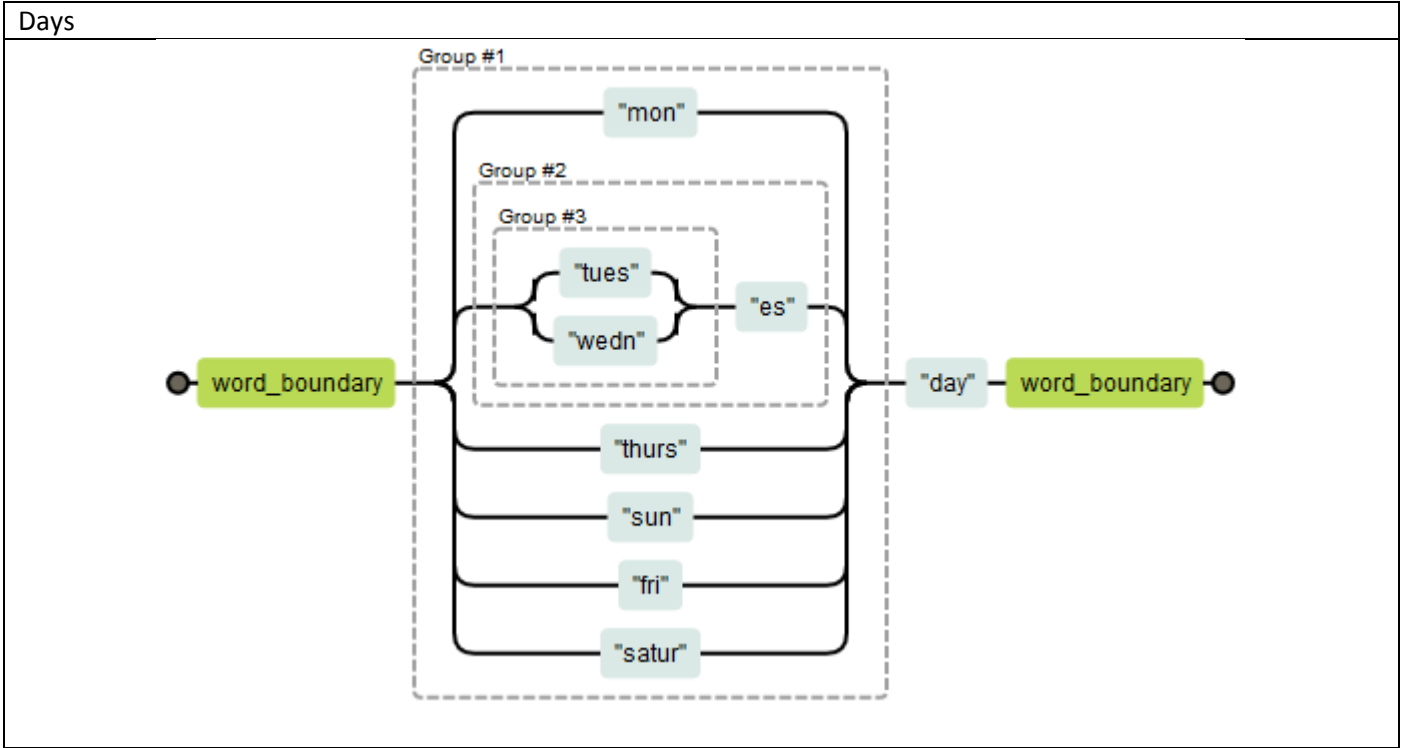 Days
Group #1
"mon"
Group #2
Group #3
"tues"
"es"
"wedn"
word_boundary
"day"
word_boundary
"thurs"
"sun"
"fri"
"satur"